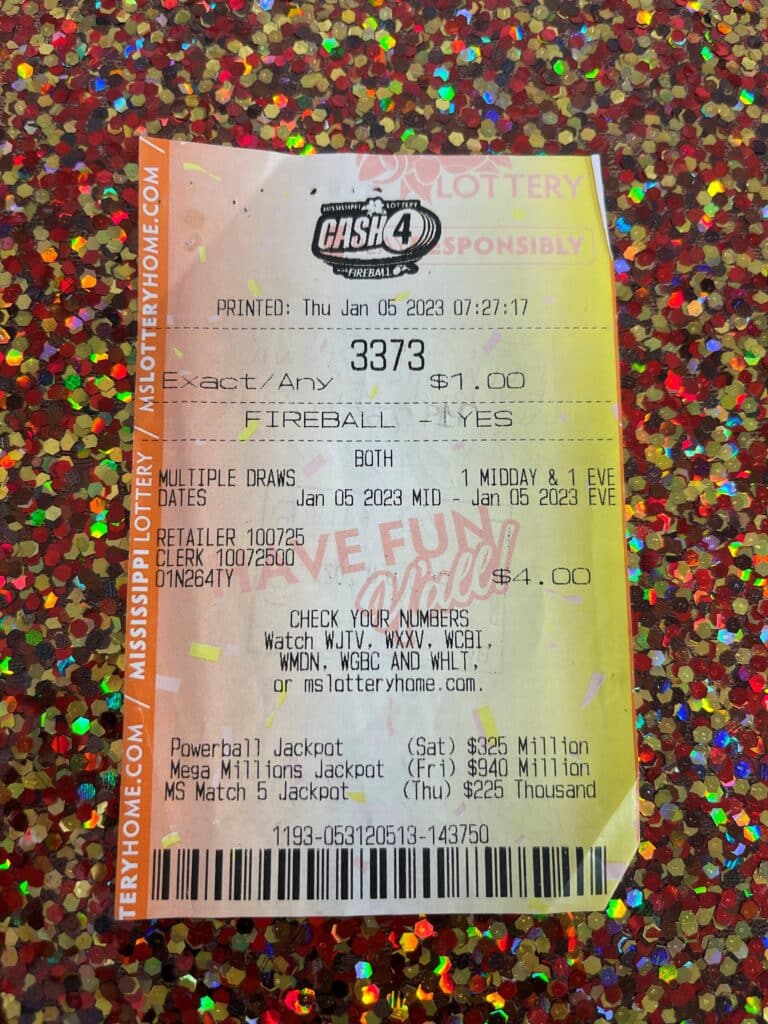 LOTTERY
MISSISSIPPI LOTTERY
CASH 4
FIREBALL
ESPONSIBLY
PRINTED: Thu Jan 05 2023 07:27:17
3373
Exact/Any $1.00
FIREBALL - YES
BOTH
MULTIPLE DRAWS 1 MIDDAY & 1 EVE
DATES Jan 05 2023 MID - Jan 05 2023 EVE
RETAILER 100725
CLERK 10072500
01N264TY $4.00
HAVE FUN
Y'all!
CHECK YOUR NUMBERS
Watch WJTV, WXXV, WCBI,
WMDN, WGBC AND WHLT,
or mslotteryhome.com.
Powerball Jackpot (Sat) $325 Million
Mega Millions Jackpot (Fri) $940 Million
MS Match 5 Jackpot (Thu) $225 Thousand
1193-053120513-143750
TERYHOME.COM / MISSISSIPPI LOTTERY / MSLOTTERYHOME.COM /